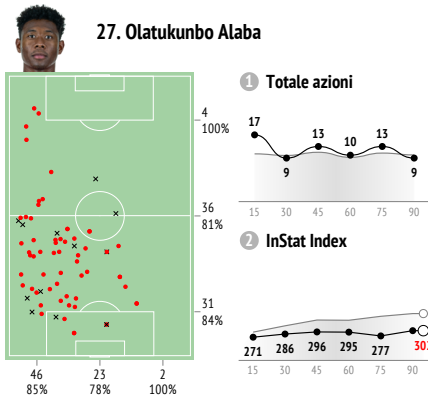 27. Olatukunbo Alaba
4
100%
36
81%
31
84%
46 23 2
85% 78% 100%
1 Totale azioni
17 9 13 10 13 9
15 30 45 60 75 90
2 InStat Index
271 286 296 295 277
15 30 45 60 75 90